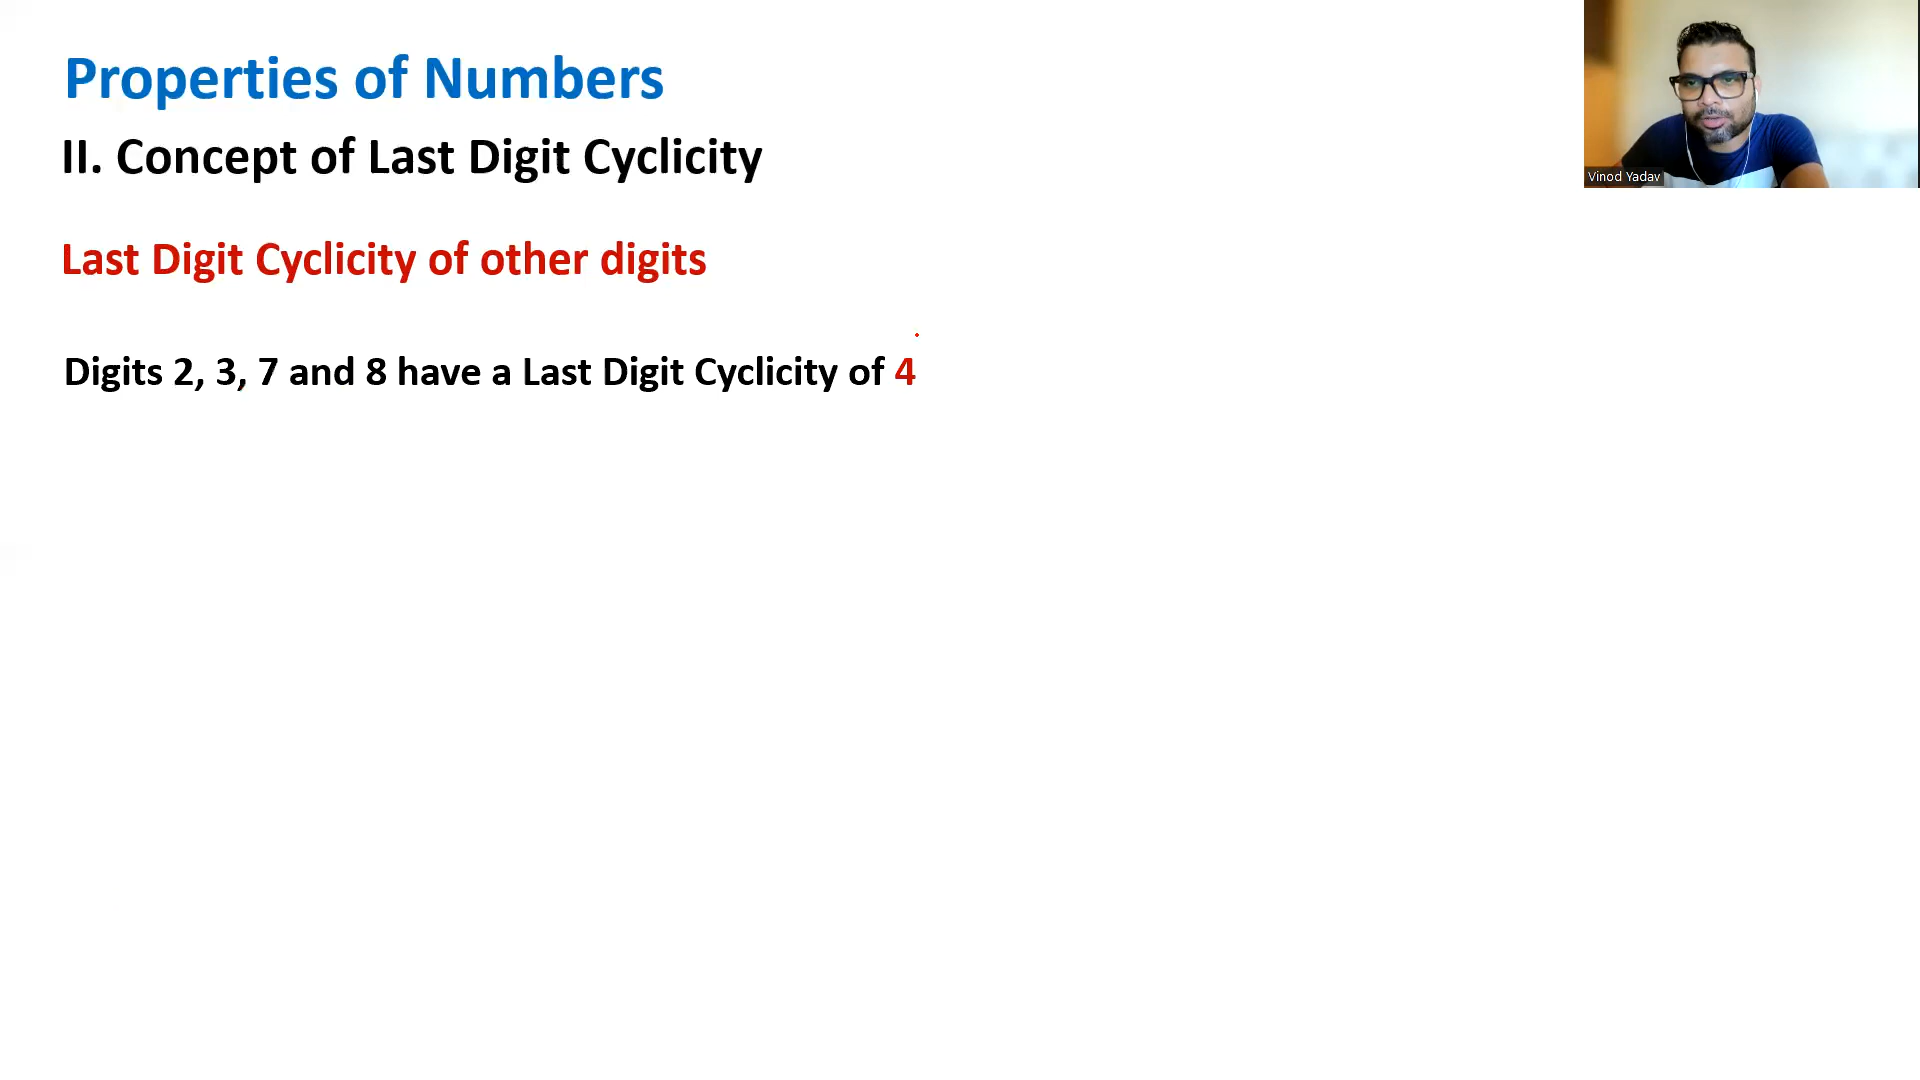 Properties of Numbers
II. Concept of Last Digit Cyclicity
Last Digit Cyclicity of other digits
Digits 2, 3, 7 and 8 have a Last Digit Cyclicity of 4
Vinod Yadav